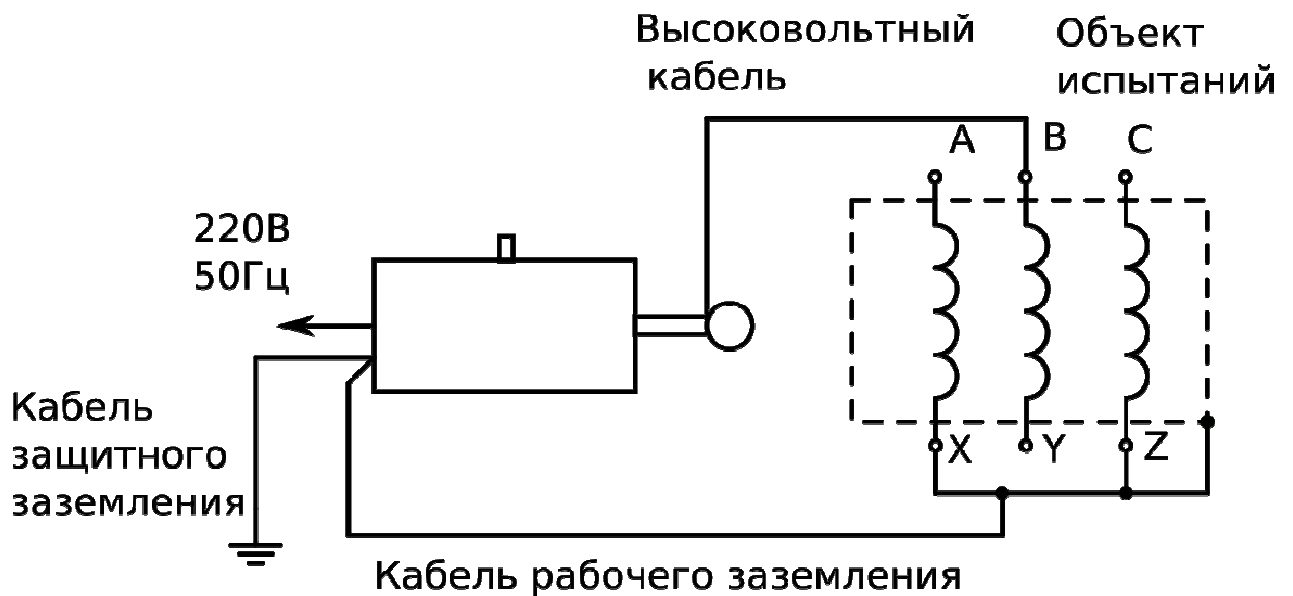 Высоковольтный
кабель
Объект
испытаний
A
B
C
220В
50Гц
Кабель
защитного
заземления
X
Y
Z
Кабель рабочего заземления